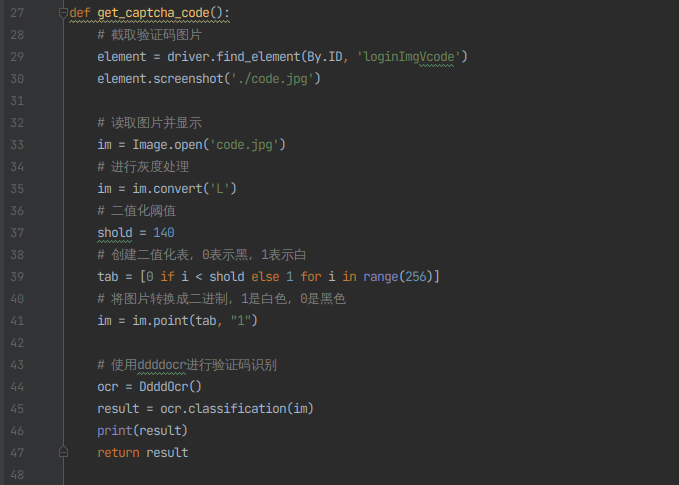 27 def get_captcha_code():
28     # 截取验证码图片
29     element = driver.find_element(By.ID, 'loginImgVcode')
30     element.screenshot('./code.jpg')
31
32     # 读取图片并显示
33     im = Image.open('code.jpg')
34     # 进行灰度处理
35     im = im.convert('L')
36     # 二值化阈值
37     shold = 140
38     # 创建二值化表，0表示黑，1表示白
39     tab = [0 if i < shold else 1 for i in range(256)]
40     # 将图片转换成二进制，1是白色，0是黑色
41     im = im.point(tab, "1")
42
43     # 使用ddddocr进行验证码识别
44     ocr = DdddOcr()
45     result = ocr.classification(im)
46     print(result)
47     return result
48